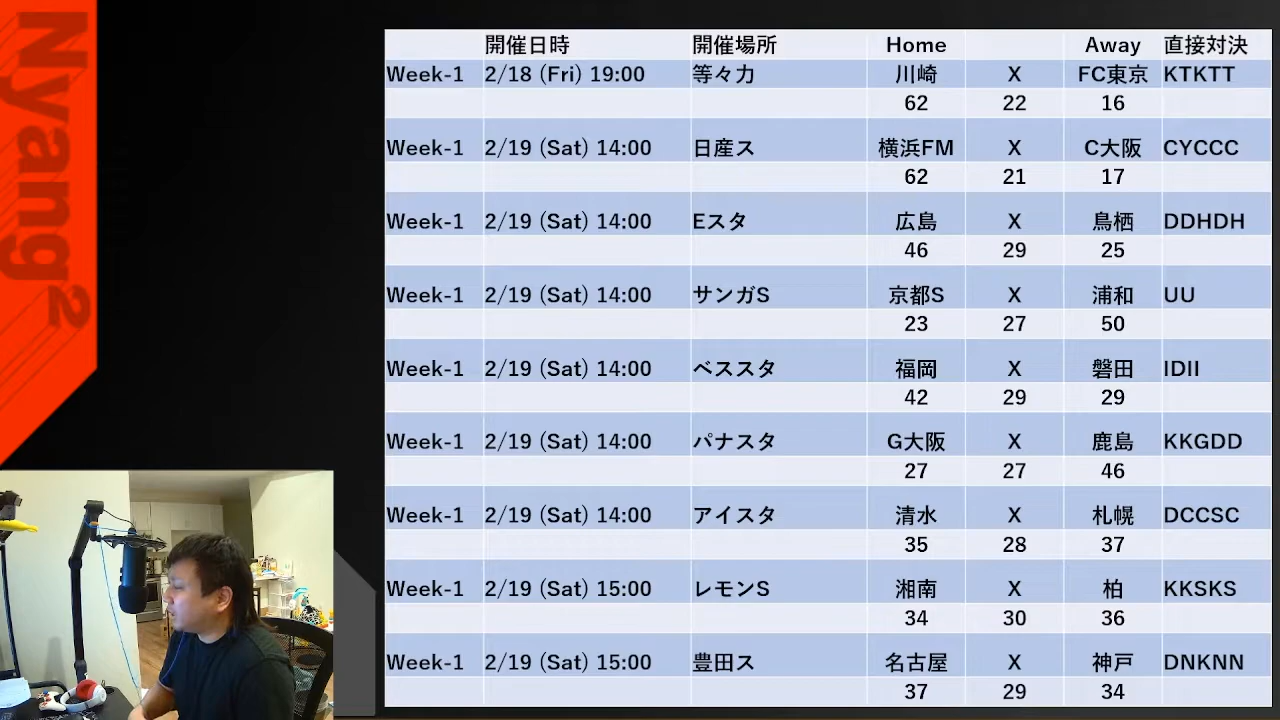 Nyang²
開催日時 開催場所 Home Away 直接対決
Week-1 2/18 (Fri) 19:00 等々力 川崎 X FC東京 KTKTT
62 22 16
Week-1 2/19 (Sat) 14:00 日産ス 横浜FM X C大阪 CYCCC
62 21 17
Week-1 2/19 (Sat) 14:00 Eスタ 広島 X 鳥栖 DDHDH
46 29 25
Week-1 2/19 (Sat) 14:00 サンガS 京都S X 浦和 UU
23 27 50
Week-1 2/19 (Sat) 14:00 ベススタ 福岡 X 磐田 IDII
42 29 29
Week-1 2/19 (Sat) 14:00 パナスタ G大阪 X 鹿島 KKGDD
27 27 46
Week-1 2/19 (Sat) 14:00 アイスタ 清水 X 札幌 DCCSC
35 28 37
Week-1 2/19 (Sat) 15:00 レモンS 湘南 X 柏 KKSKS
34 30 36
Week-1 2/19 (Sat) 15:00 豊田ス 名古屋 X 神戸 DNKNN
37 29 34